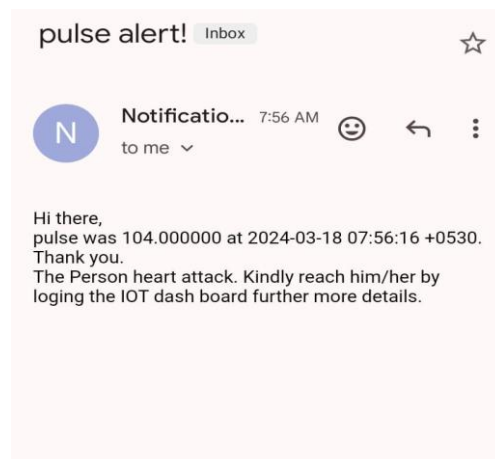 pulse alert! Inbox
Notificatio... 7:56 AM
N
to me
Hi there,
pulse was 104.000000 at 2024-03-18 07:56:16 +0530.
Thank you.
The Person heart attack. Kindly reach him/her by
loging the IOT dash board further more details.